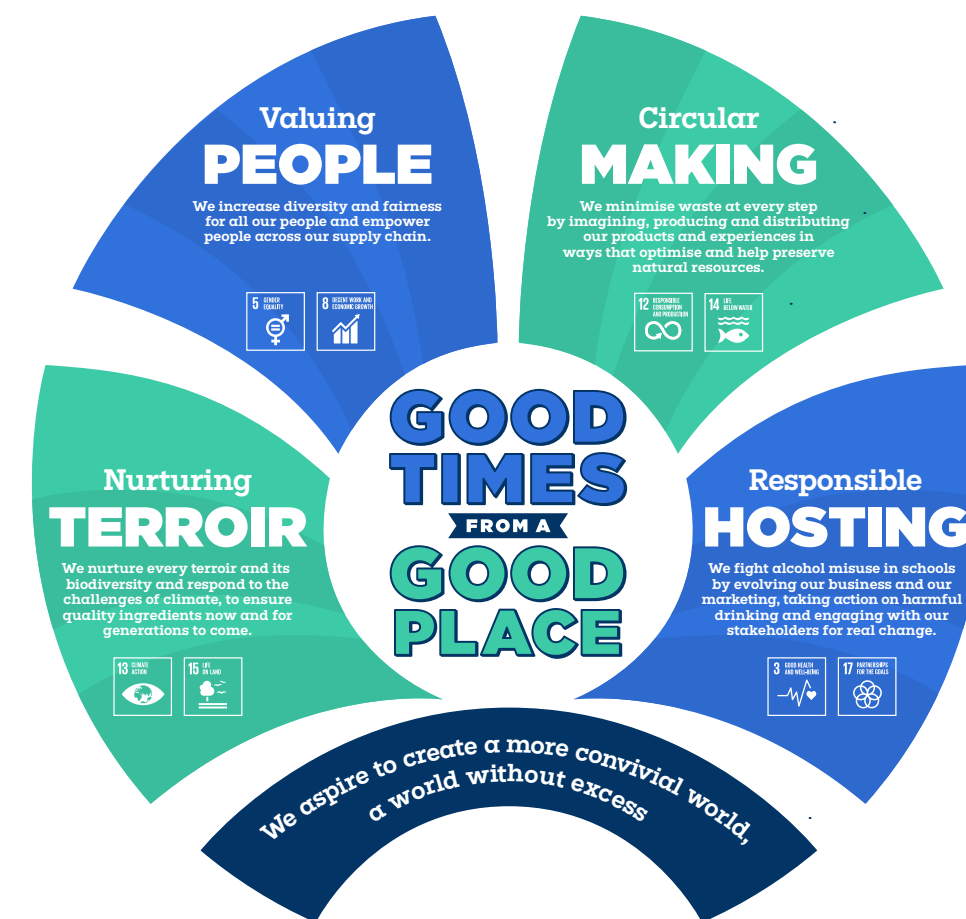 Valuing
PEOPLE
We increase diversity and fairness
for all our people and empower
people across our supply chain.
5 GENDER
EQUALITY
8 DECENT WORK AND
ECONOMIC GROWTH
Circular
MAKING
We minimise waste at every step
by imagining, producing and distributing
our products and experiences in
ways that optimise and help preserve
natural resources.
12 RESPONSIBLE
CONSUMPTION
AND PRODUCTION
14 LIFE
BELOW WATER
GOOD
TIMES
FROM A
GOOD
PLACE
Nurturing
TERROIR
We nurture every terroir and its
biodiversity and respond to the
challenges of climate, to ensure
quality ingredients now and for
generations to come.
13 CLIMATE
ACTION
15 LIFE
ON LAND
Responsible
HOSTING
We fight alcohol misuse in schools
by evolving our business and our
marketing, taking action on harmful
drinking and engaging with our
stakeholders for real change.
3 GOOD HEALTH
AND WELL-BEING
17 PARTNERSHIPS
FOR THE GOALS
We aspire to create a more convivial world,
a world without excess